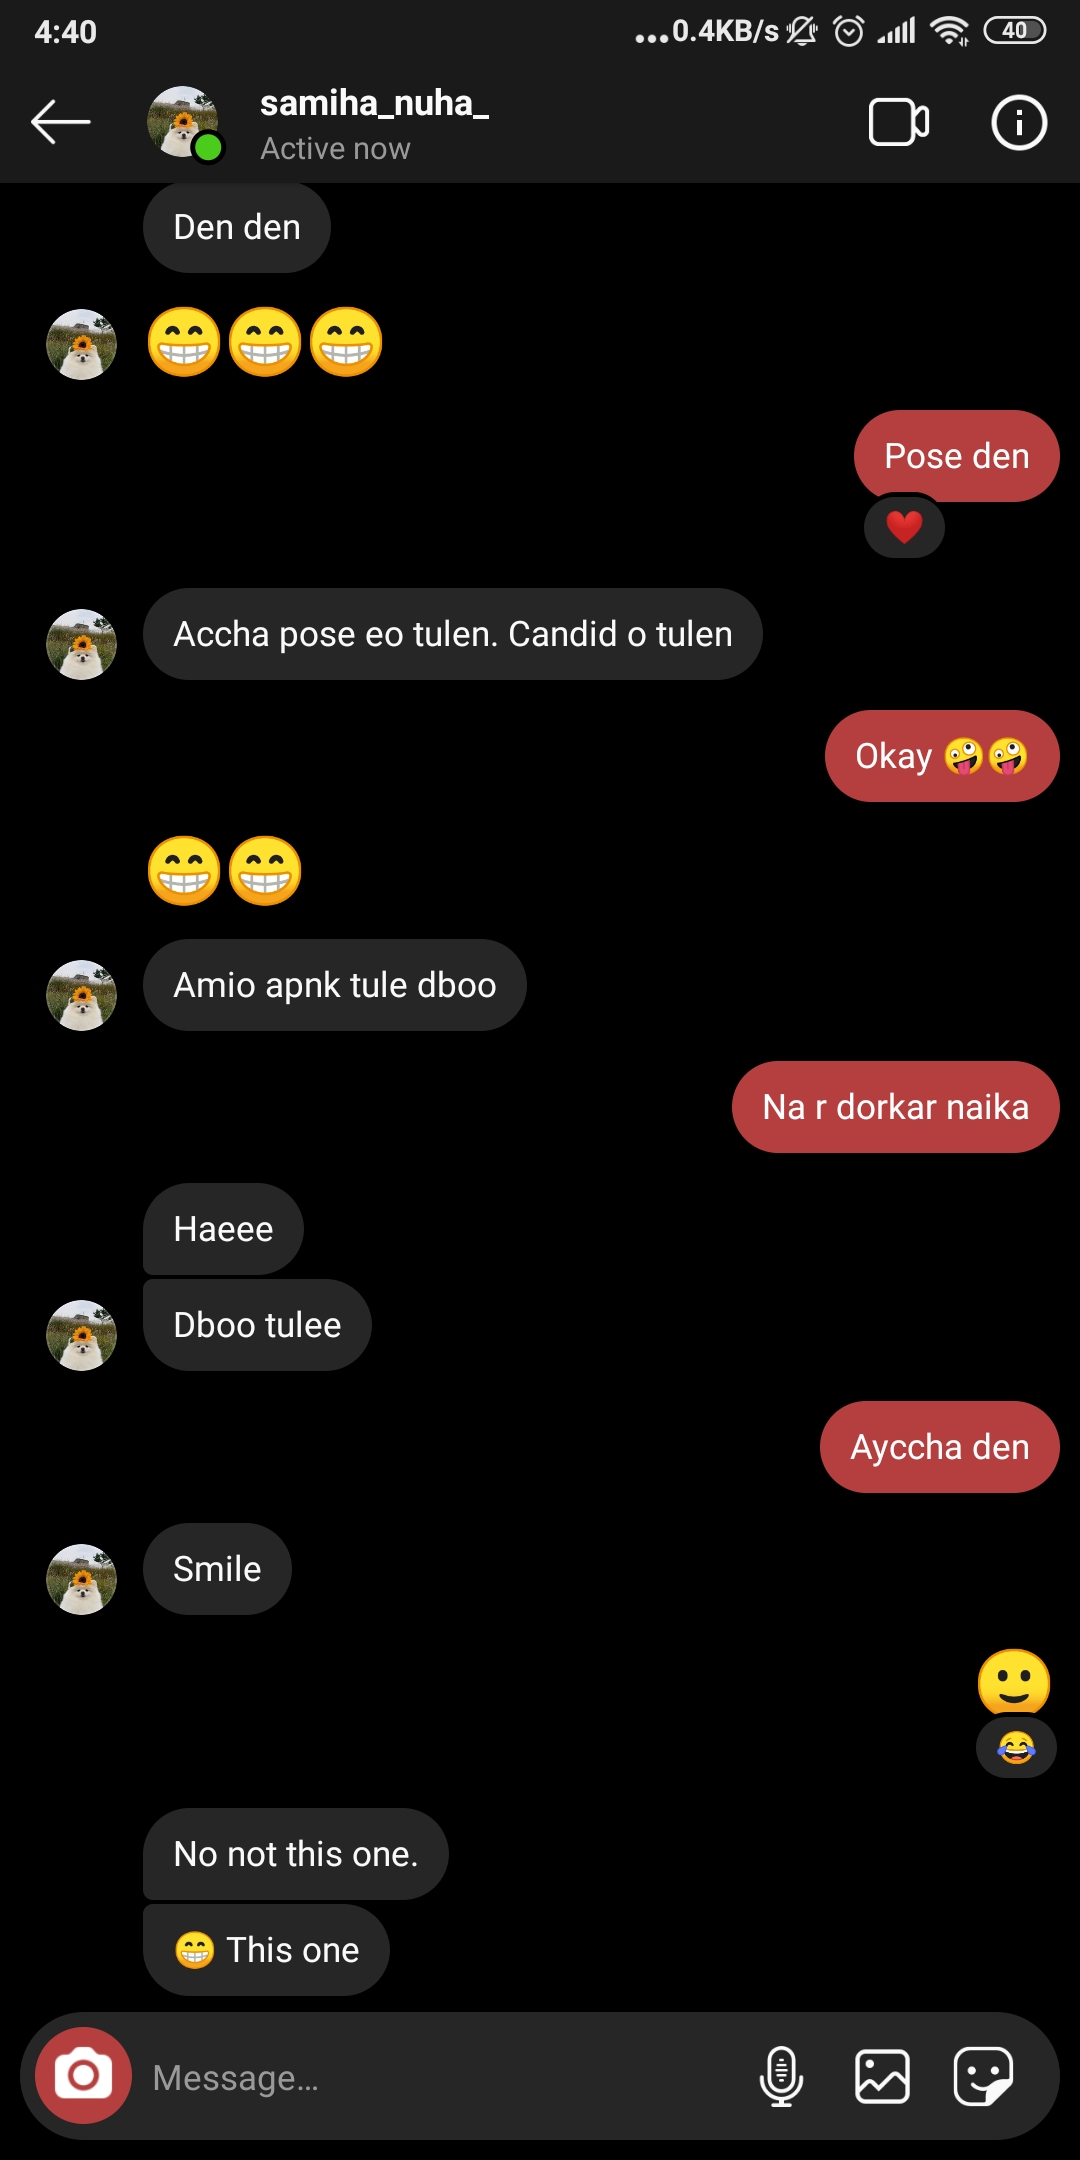 4:40
...0.4KB/s
40
samiha_nuha_
Active now
Den den
😁😁😁
Pose den
❤️
Accha pose eo tulen. Candid o tulen
Okay 🤪🤪
😁😁
Amio apnk tule dboo
Na r dorkar naika
Haeee
Dboo tulee
Ayccha den
Smile
🙂
😂
No not this one.
😁 This one
Message...